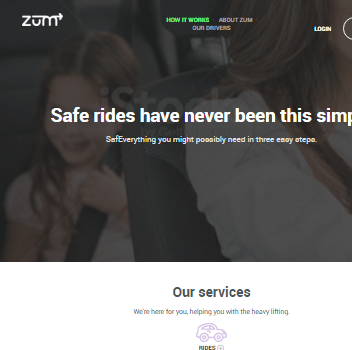 zūm
HOW IT WORKS
ABOUT ZUM
OUR DRIVERS
LOGIN
iStock
Safe rides have never been this simp
SafEverything you might possibly need in three easy steps.
Our services
We're here for you, helping you with the heavy lifting.
RIDES